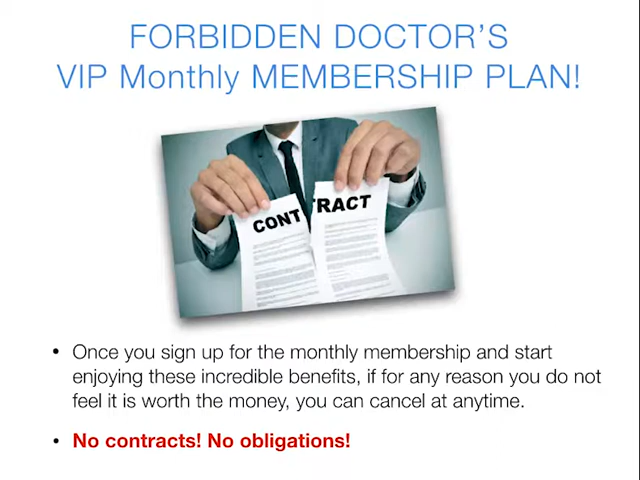 FORBIDDEN DOCTOR'S
VIP Monthly MEMBERSHIP PLAN!
CONTRACT
• Once you sign up for the monthly membership and start
enjoying these incredible benefits, if for any reason you do not
feel it is worth the money, you can cancel at anytime.
• No contracts! No obligations!